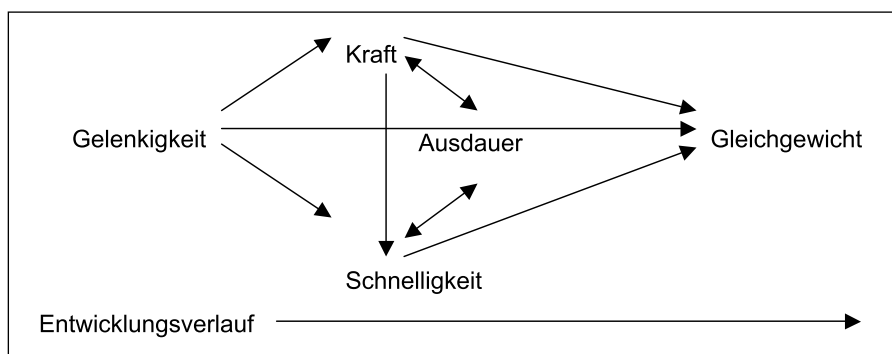 Kraft
Gelenkigkeit
Ausdauer
Gleichgewicht
Schnelligkeit
Entwicklungsverlauf